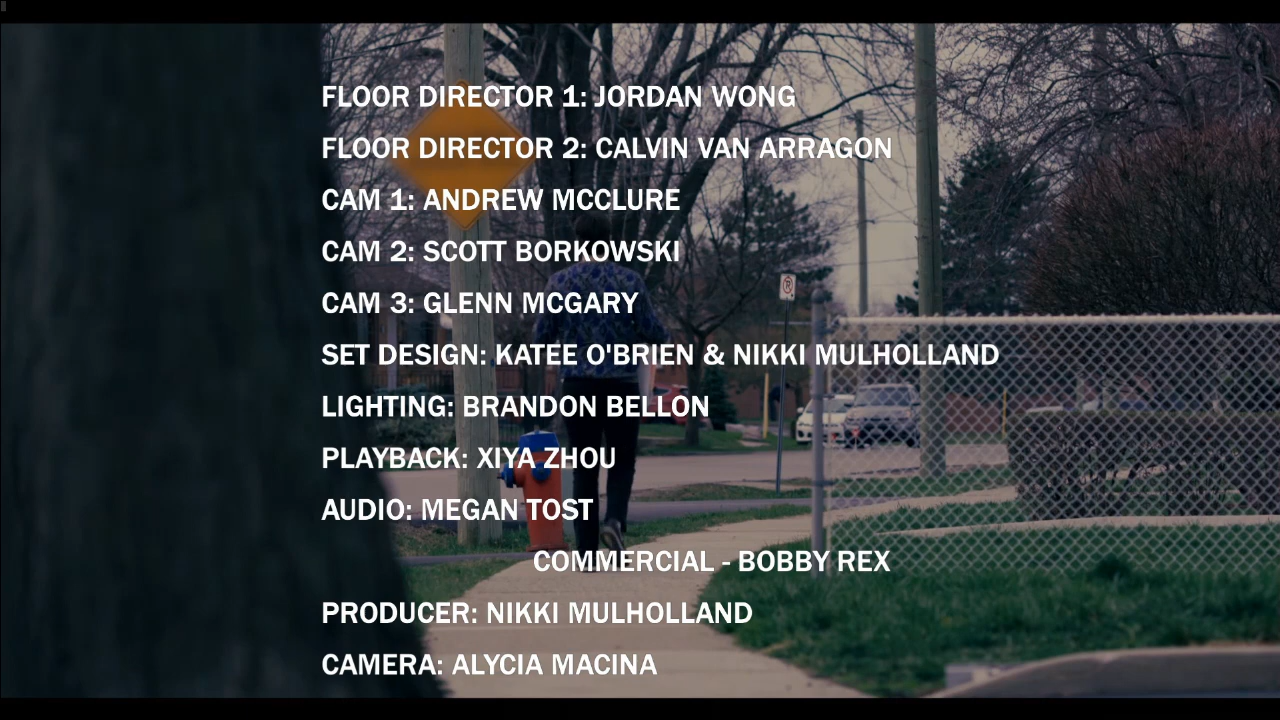 FLOOR DIRECTOR 1: JORDAN WONG
FLOOR DIRECTOR 2: CALVIN VAN ARRAGON
CAM 1: ANDREW MCCLURE
CAM 2: SCOTT BORKOWSKI
CAM 3: GLENN MCGARY
SET DESIGN: KATEE O'BRIEN & NIKKI MULHOLLAND
LIGHTING: BRANDON BELLON
PLAYBACK: XIYA ZHOU
AUDIO: MEGAN TOST
COMMERCIAL - BOBBY REX
PRODUCER: NIKKI MULHOLLAND
CAMERA: ALYCIA MACINA